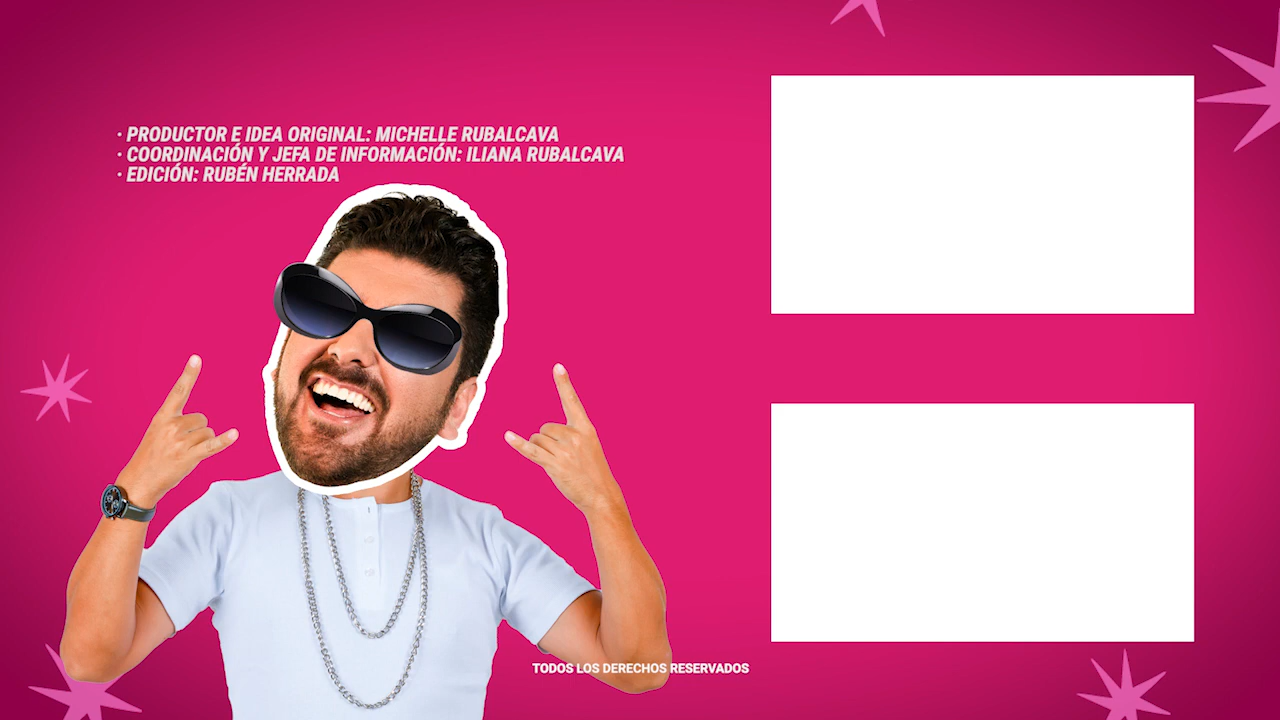 · PRODUCTOR E IDEA ORIGINAL: MICHELLE RUBALCAVA
· COORDINACIÓN Y JEFA DE INFORMACIÓN: ILIANA RUBALCAVA
· EDICIÓN: RUBÉN HERRADA
TODOS LOS DERECHOS RESERVADOS